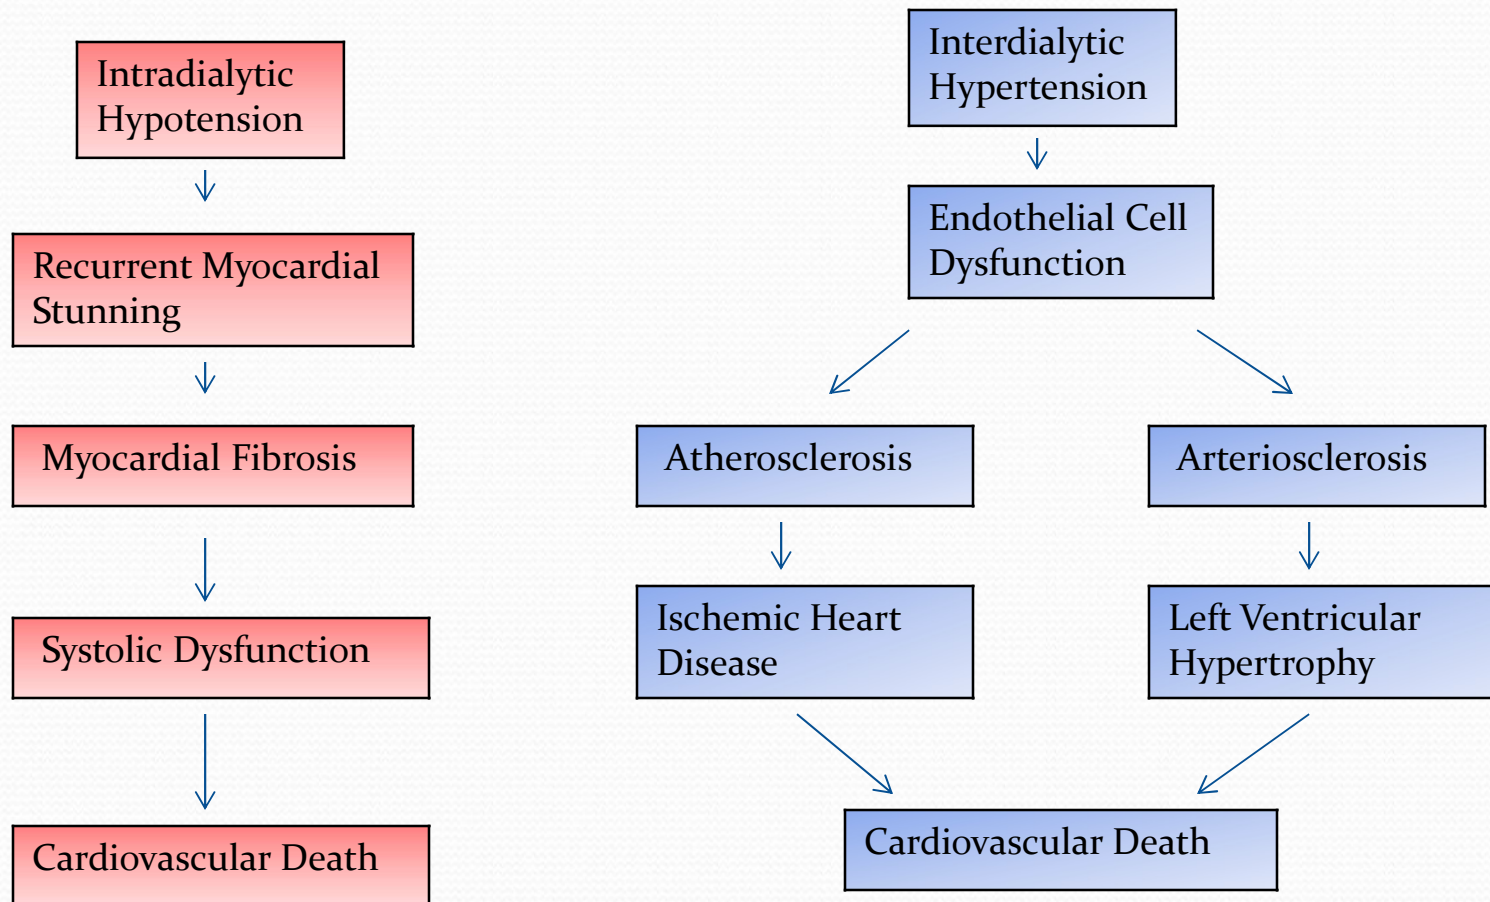 Intradialytic
Hypotension
Recurrent Myocardial
Stunning
Myocardial Fibrosis
Systolic Dysfunction
Cardiovascular Death
Interdialytic
Hypertension
Endothelial Cell
Dysfunction
Atherosclerosis
Arteriosclerosis
Ischemic Heart
Disease
Left Ventricular
Hypertrophy
Cardiovascular Death